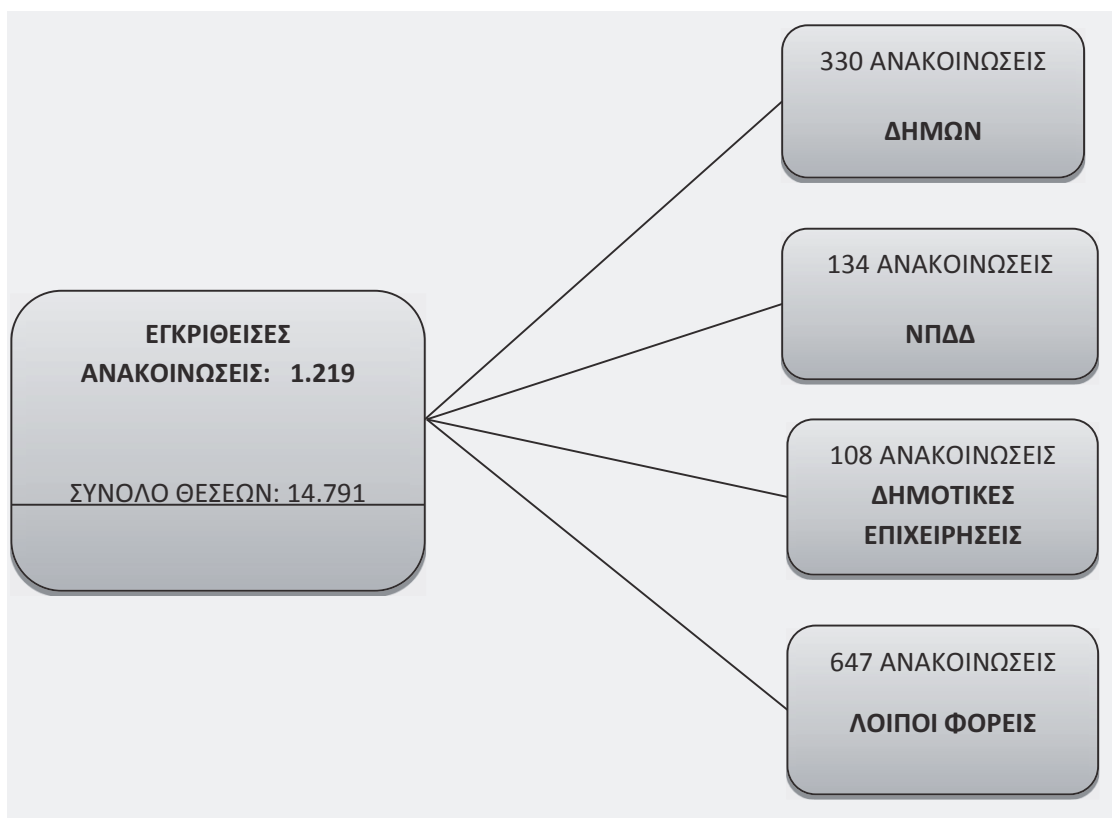 ΕΓΚΡΙΘΕΙΣΕΣ
ΑΝΑΚΟΙΝΩΣΕΙΣ: 1.219
ΣΥΝΟΛΟ ΘΕΣΕΩΝ: 14.791
330 ΑΝΑΚΟΙΝΩΣΕΙΣ
ΔΗΜΩΝ
134 ΑΝΑΚΟΙΝΩΣΕΙΣ
ΝΠΔΔ
108 ΑΝΑΚΟΙΝΩΣΕΙΣ
ΔΗΜΟΤΙΚΕΣ
ΕΠΙΧΕΙΡΗΣΕΙΣ
647 ΑΝΑΚΟΙΝΩΣΕΙΣ
ΛΟΙΠΟΙ ΦΟΡΕΙΣ